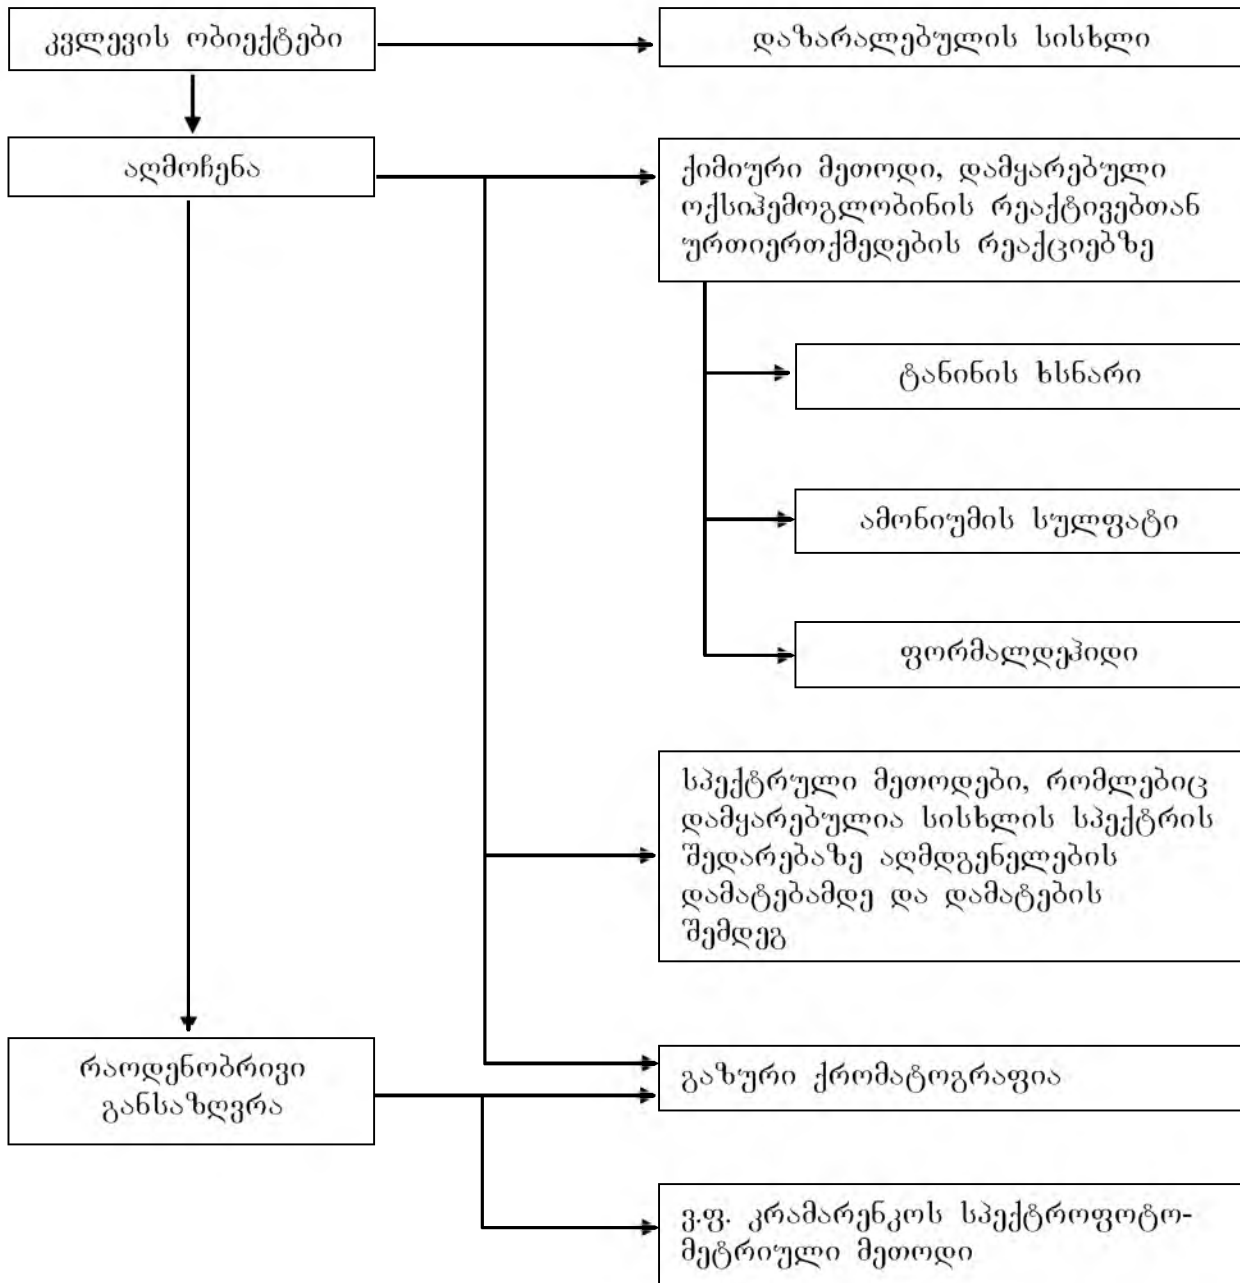 კვლევის ობიექტები
დაზარალებულის სისხლი
აღმოჩენა
ქიმიური მეთოდი, დამყარებული
ოქსიჰემოგლობინის რეაქტივებთან
ურთიერთქმედების რეაქციებზე
ტანინის ხსნარი
ამონიუმის სულფატი
ფორმალდეჰიდი
სპექტრული მეთოდები, რომლებიც
დამყარებულია სისხლის სპექტრის
შედარებაზე აღმდგენელების
დამატებამდე და დამატების
შემდეგ
რაოდენობრივი
განსაზღვრა
გაზური ქრომატოგრაფია
ვ.ფ. კრამარენკოს სპექტროფოტო-
მეტრიული მეთოდი